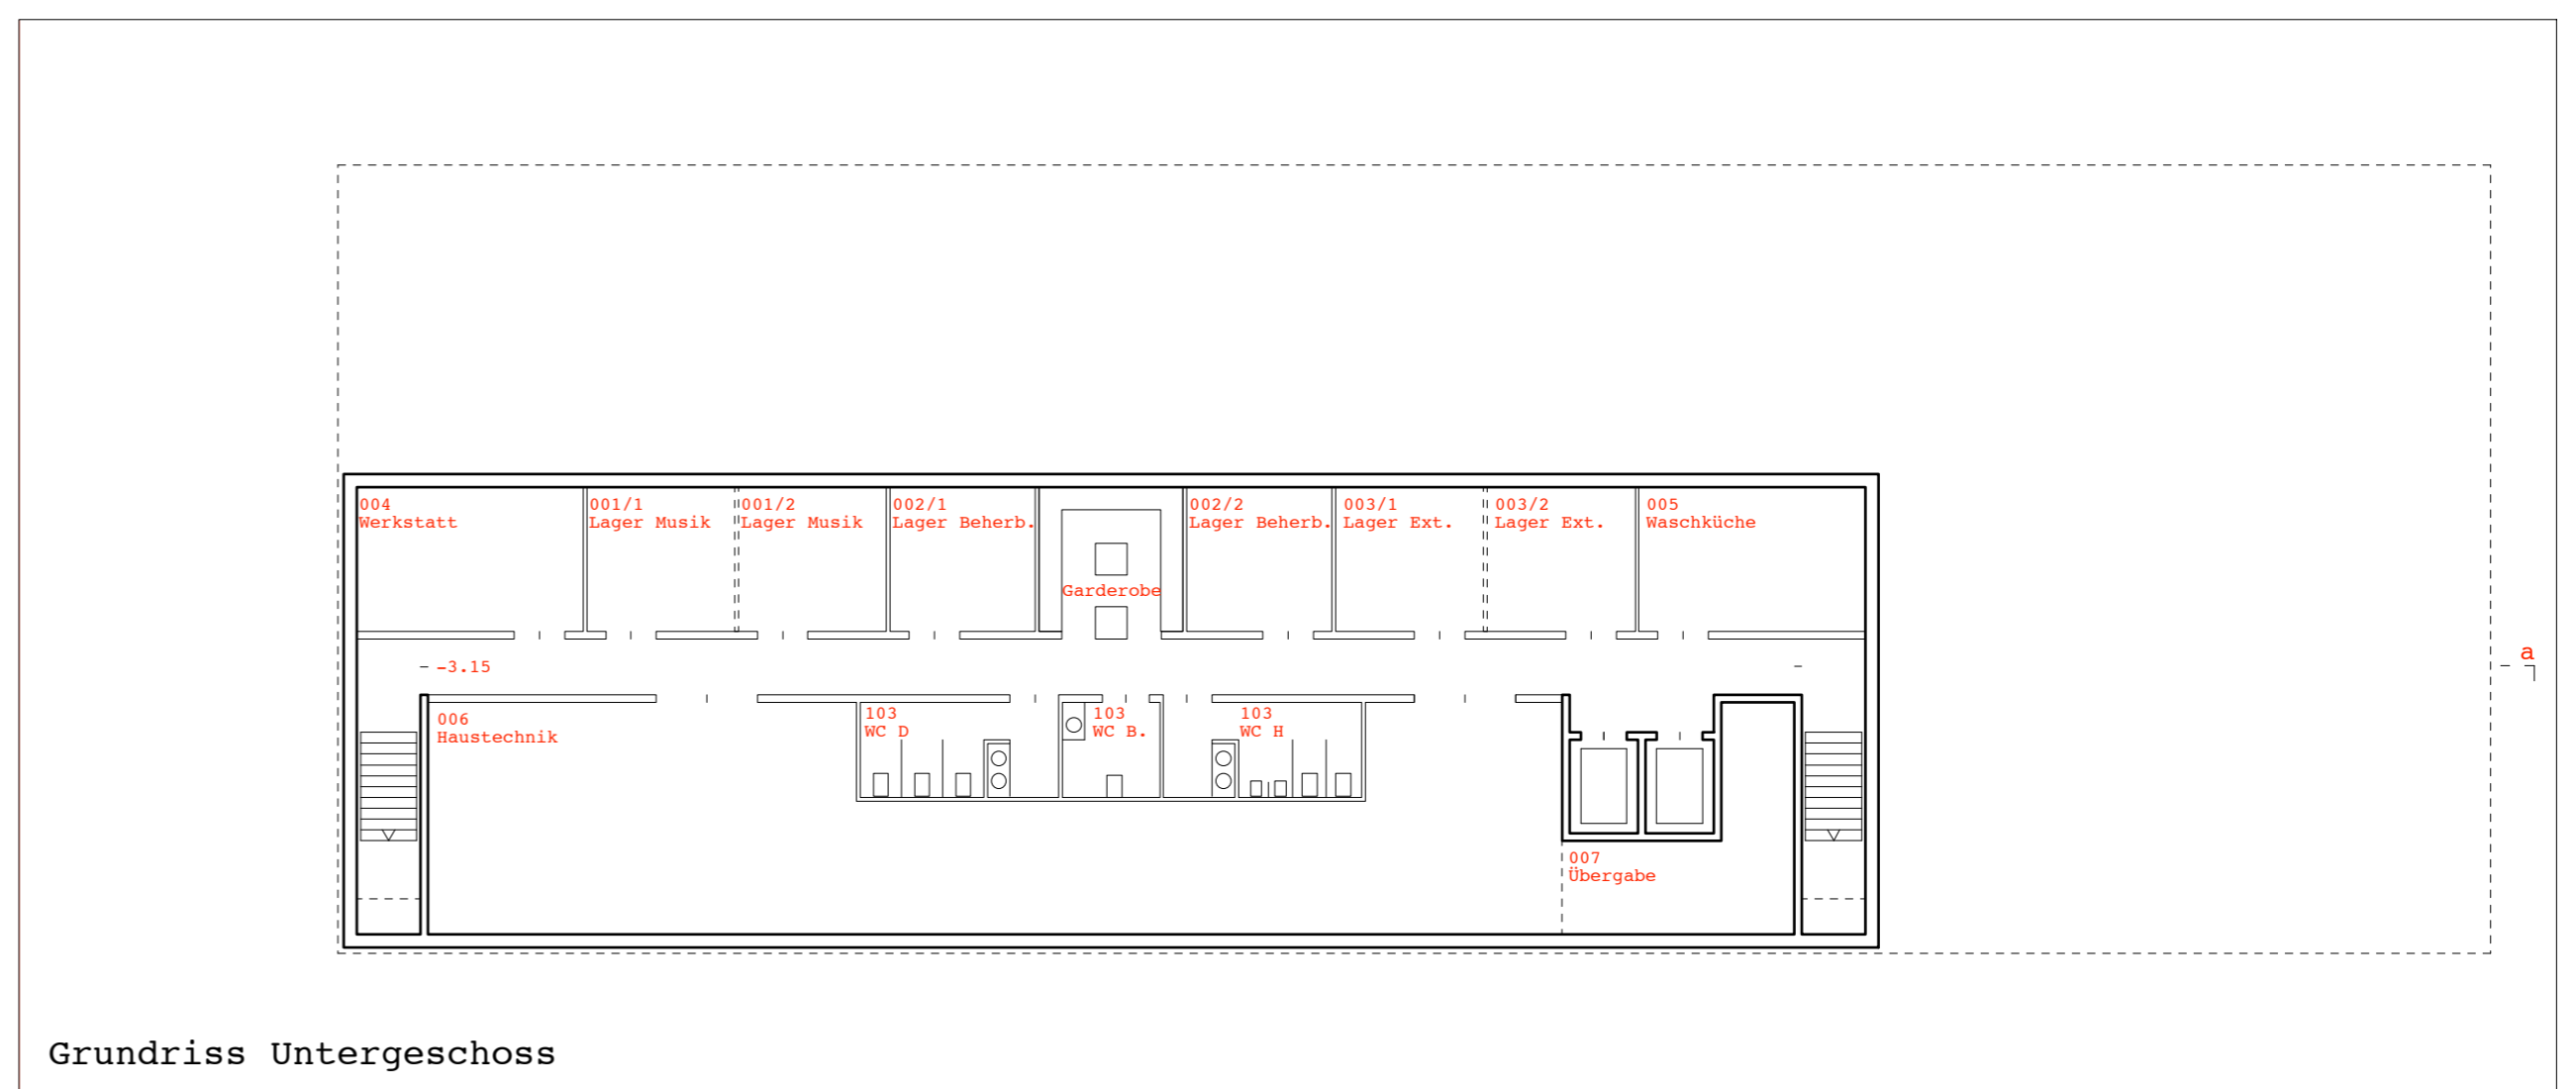 004
Werkstatt
001/1
Lager Musik
001/2
Lager Musik
002/1
Lager Beherb.
Garderobe
002/2
Lager Beherb.
003/1
Lager Ext.
003/2
Lager Ext.
005
Waschküche
-3.15
a
006
Haustechnik
103
WC D
103
WC B.
103
WC H
007
Übergabe
Grundriss Untergeschoss